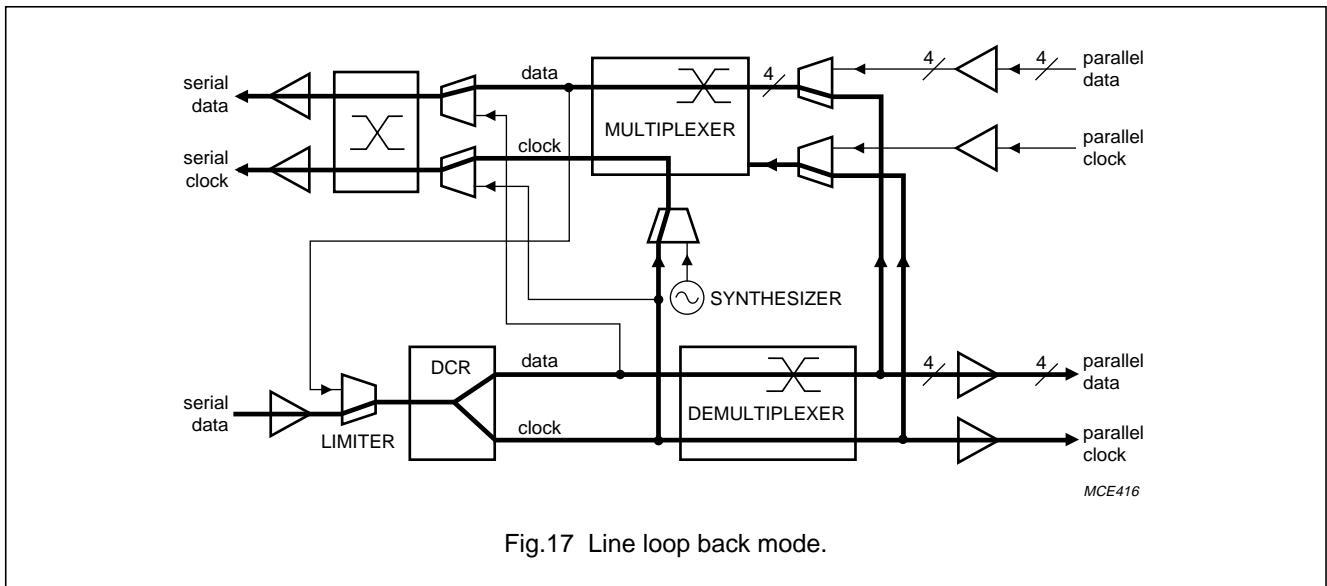 serial
data
data
4
4
4
parallel
data
MULTIPLEXER
serial
clock
clock
parallel
clock
SYNTHESIZER
DCR
data
4
4
parallel
data
serial
data
DEMULTIPLEXER
LIMITER
clock
parallel
clock
MCE416
Fig.17 Line loop back mode.